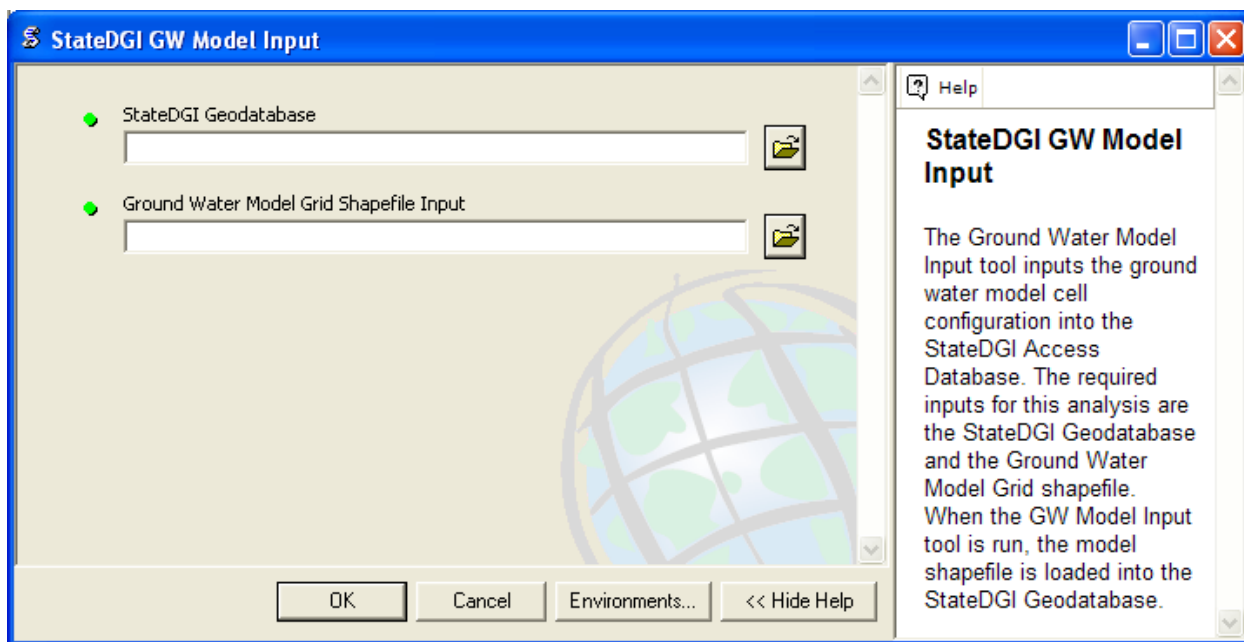 StateDGI GW Model Input
StateDGI Geodatabase
Ground Water Model Grid Shapefile Input
OK
Cancel
Environments...
<< Hide Help
Help
StateDGI GW Model
Input
The Ground Water Model
Input tool inputs the ground
water model cell
configuration into the
StateDGI Access
Database. The required
inputs for this analysis are
the StateDGI Geodatabase
and the Ground Water
Model Grid shapefile.
When the GW Model Input
tool is run, the model
shapefile is loaded into the
StateDGI Geodatabase.